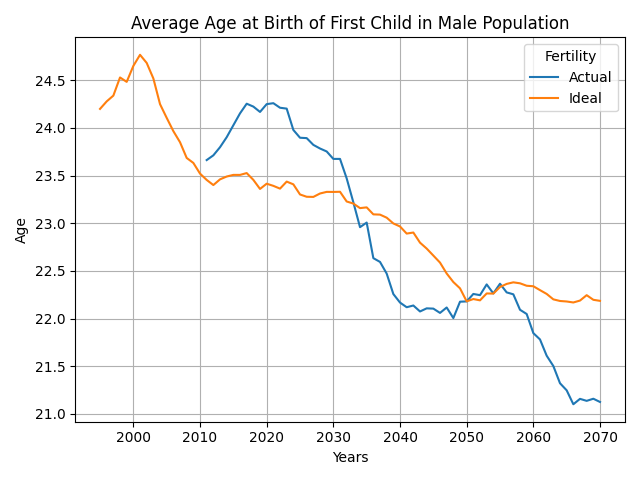 Average Age at Birth of First Child in Male Population
Fertility
Actual
Ideal
24.5
24.0
23.5
23.0
22.5
22.0
21.5
21.0
Age
2000 2010 2020 2030 2040 2050 2060 2070
Years